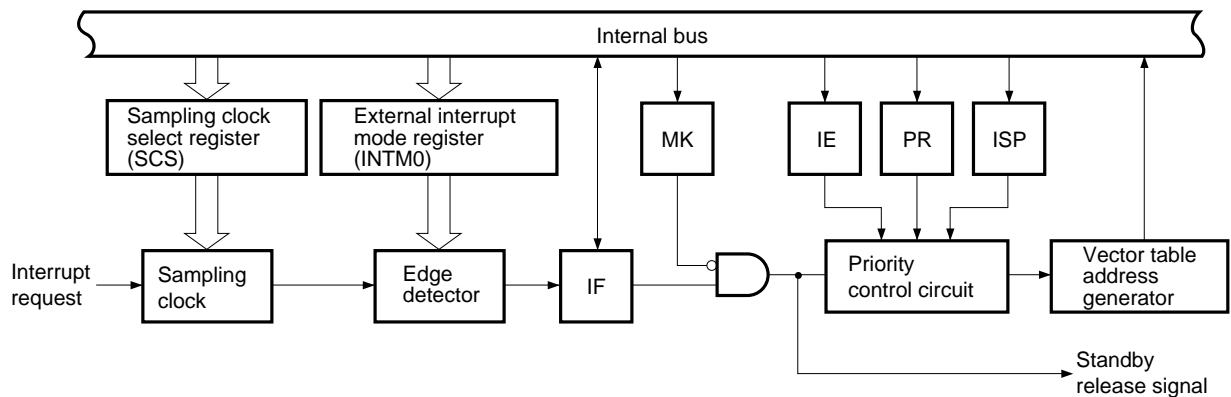 Internal bus
Sampling clock
select register
(SCS)
External interrupt
mode register
(INTM0)
MK
IE
PR
ISP
Interrupt
request
Sampling
clock
Edge
detector
IF
Priority
control circuit
Vector table
address
generator
Standby
release signal